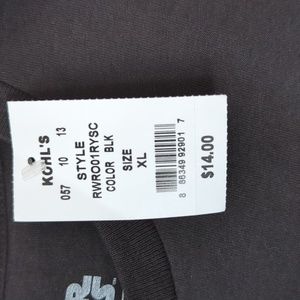 KOHL'S
057 10 13
STYLE
RWRO01RYSC
COLOR BLK
SIZE
XL
8 86349 92901 7
$14.00